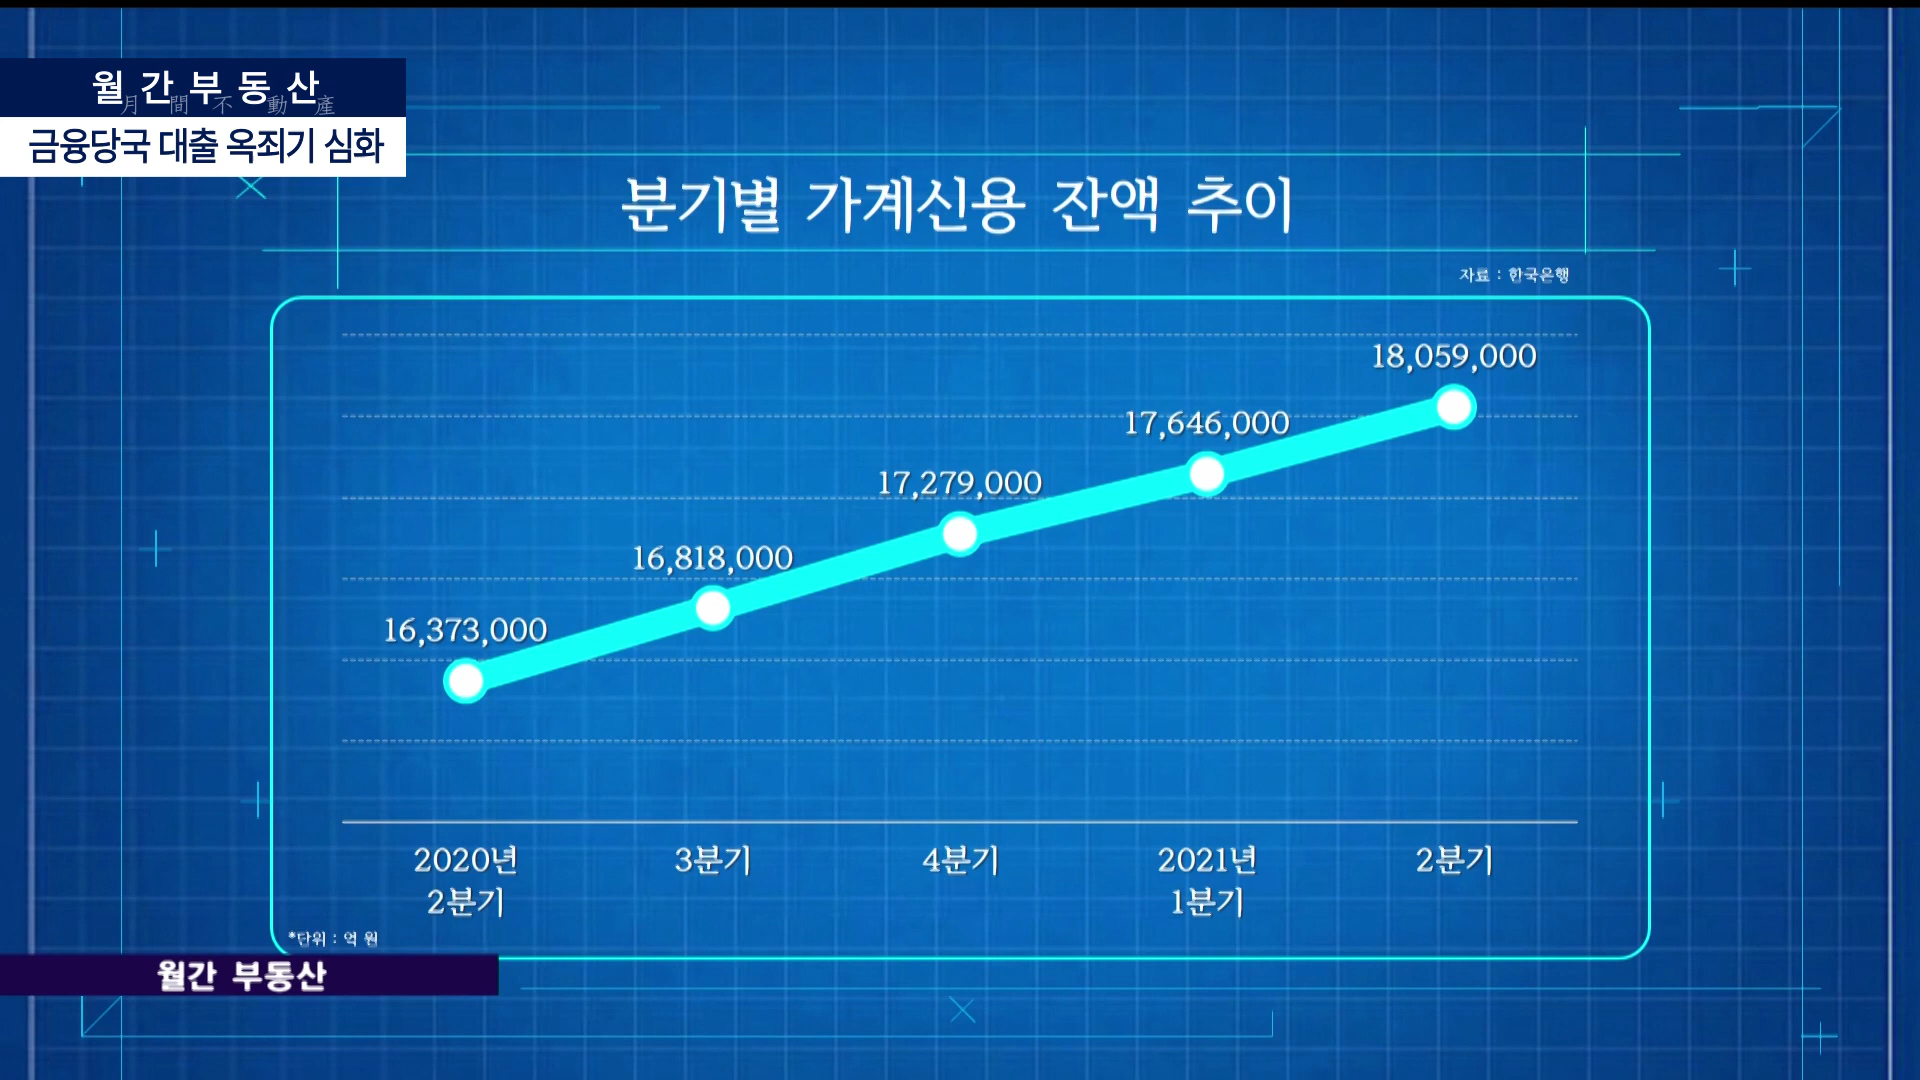 월간부동산
月間不動産
금융당국 대출 옥죄기 심화
분기별 가계신용 잔액 추이
자료 : 한국은행
18,059,000
17,646,000
17,279,000
16,818,000
16,373,000
2020년 3분기 4분기 2021년 2분기
2분기 1분기
*단위 : 억 원
월간 부동산